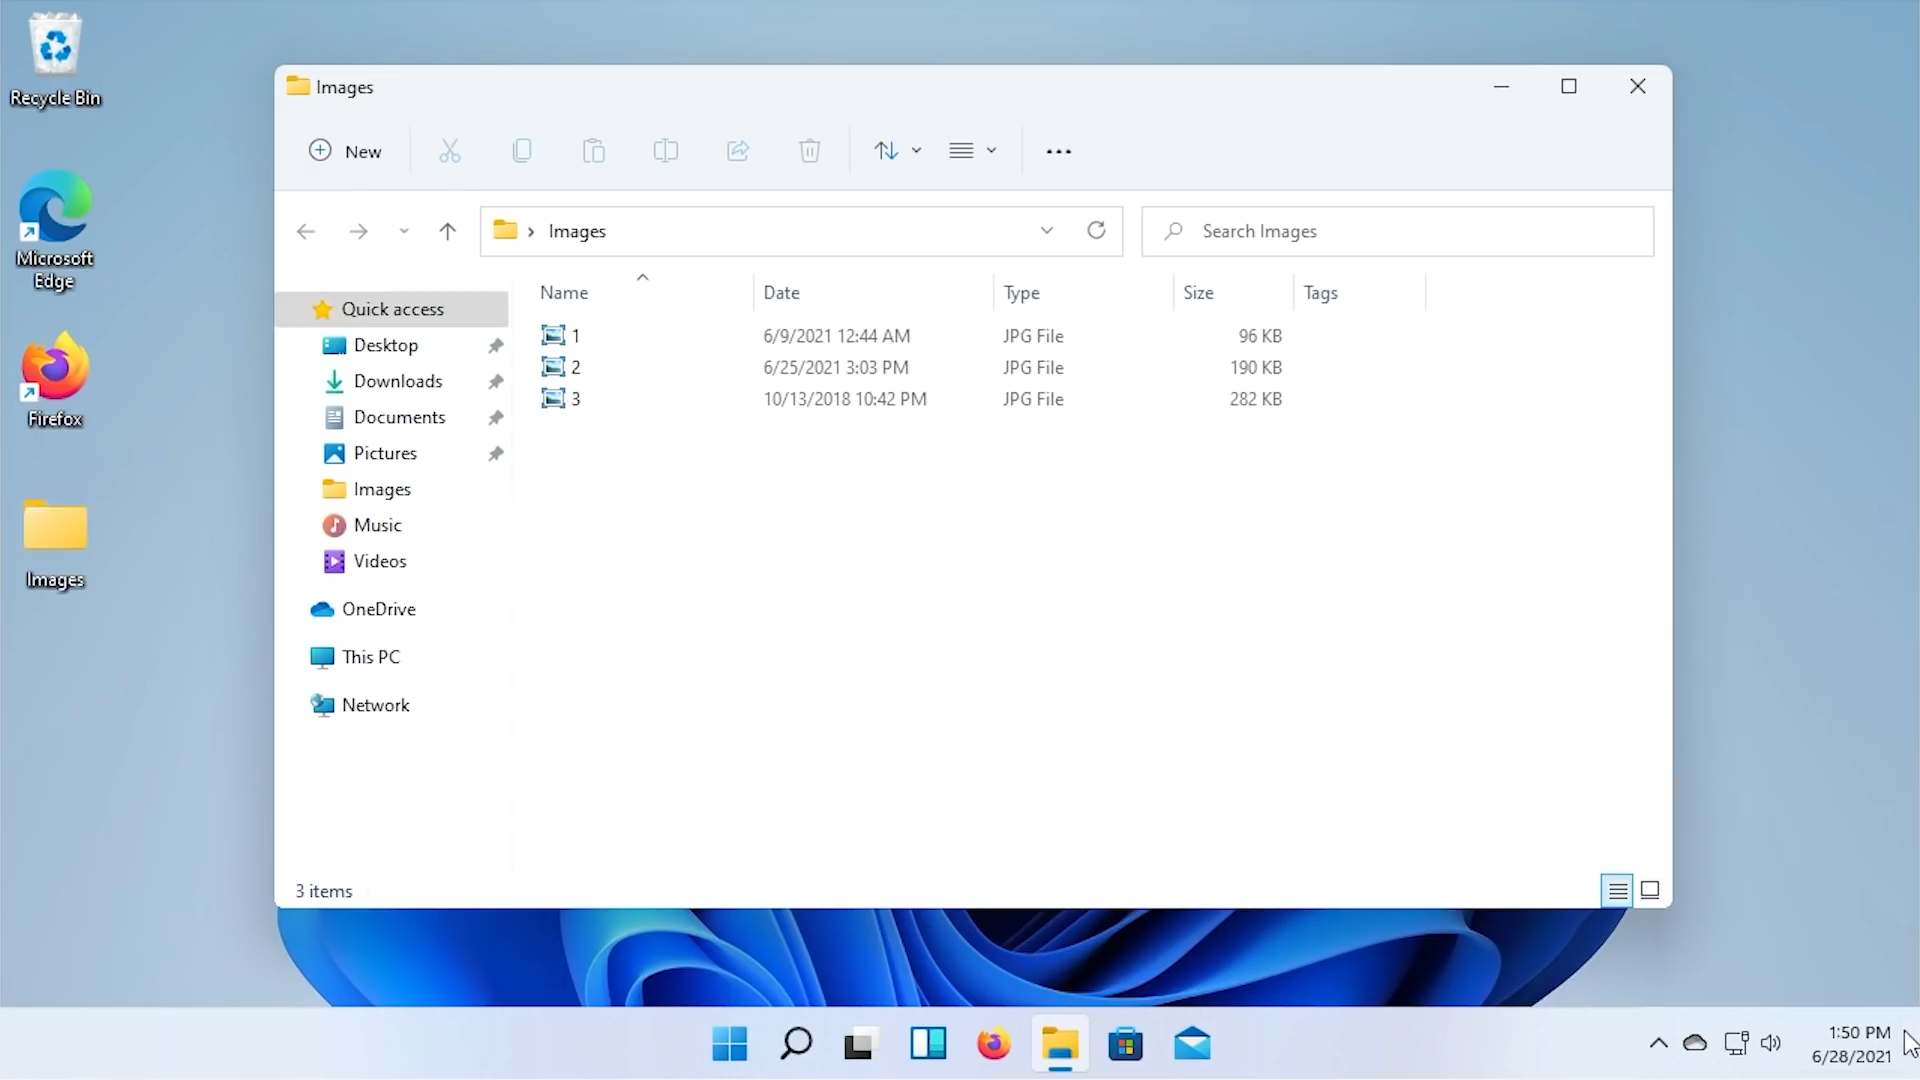 Recycle Bin
Microsoft
Edge
Firefox
Images
Images
New
Images
Search Images
Quick access
Desktop
Downloads
Documents
Pictures
Images
Music
Videos
OneDrive
This PC
Network
Name Date Type Size Tags
1 6/9/2021 12:44 AM JPG File 96 KB
2 6/25/2021 3:03 PM JPG File 190 KB
3 10/13/2018 10:42 PM JPG File 282 KB
3 items
1:50 PM
6/28/2021